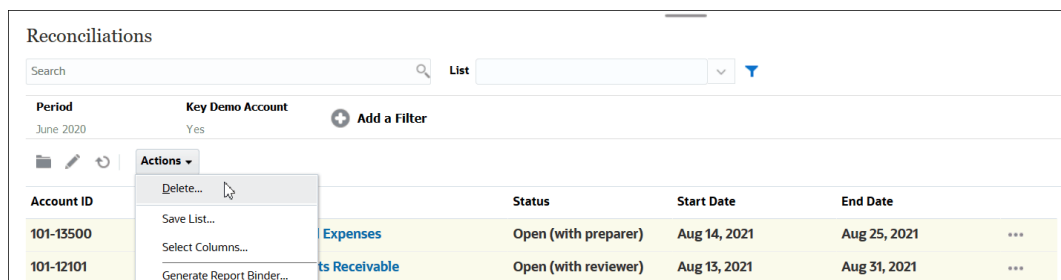 Reconciliations
Search
List
Period Key Demo Account
Add a Filter
June 2020 Yes
Actions
Delete...
Account ID Status Start Date End Date
Save List...
101-13500 Expenses Open (with preparer) Aug 14, 2021 Aug 25, 2021
Select Columns...
101-12101 ts Receivable Open (with reviewer) Aug 13, 2021 Aug 31, 2021
Generate Report Binder...